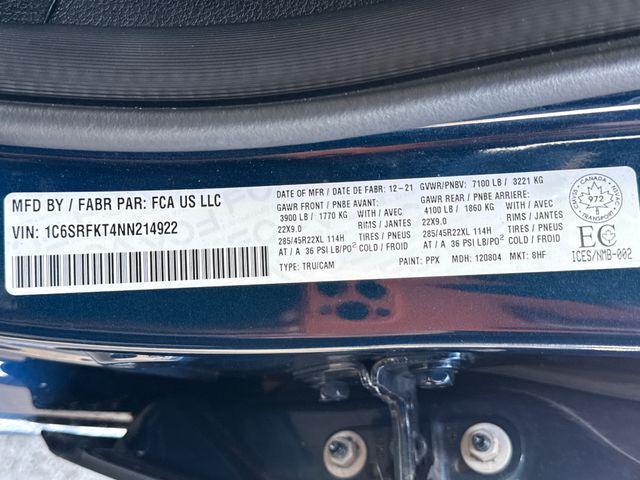 MFD BY / FABR PAR: FCA US LLC
VIN: 1C6SRFKT4NN214922
DATE OF MFR / DATE DE FABR: 12-21
GVWR/PNBV: 7100 LB / 3221 KG
GAWR FRONT / PNBE AVANT:
GAWR REAR / PNBE ARRIERE:
3900 LB / 1770 KG RIMS / JANTES
4100 LB / 1860 KG RIMS / JANTES
22X9.0 TIRES / PNEUS
22X9.0 TIRES / PNEUS
285/45R22XL 114H
285/45R22XL 114H
AT / A 36 PSI LB/PO² COLD / FROID
AT / A 36 PSI LB/PO² COLD / FROID
TYPE: TRU/CAM
PAINT: PPX
MDH: 120804
MKT: 8HF
CANADA
972
TRANSPORT
EC
ICES/NMB-002